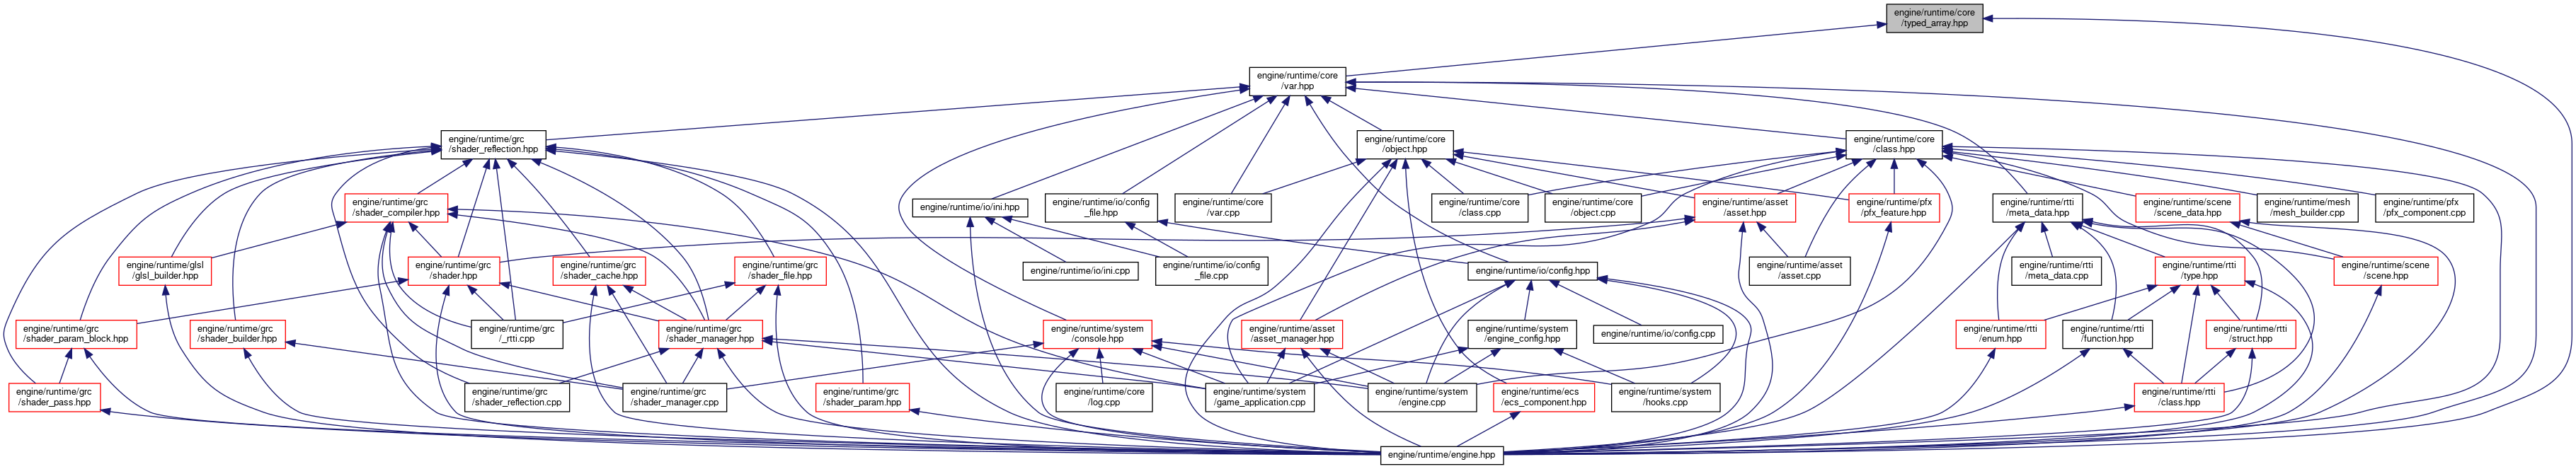 engine/runtime/core
/typed_array.hpp
engine/runtime/core
/var.hpp
engine/runtime/grc
/shader_reflection.hpp
engine/runtime/core
/object.hpp
engine/runtime/core
/class.hpp
engine/runtime/grc
/shader_compiler.hpp
engine/runtime/io/ini.hpp
engine/runtime/io/config
_file.hpp
engine/runtime/core
/var.cpp
engine/runtime/core
/class.cpp
engine/runtime/core
/object.cpp
engine/runtime/asset
/asset.hpp
engine/runtime/pfx
/pfx_feature.hpp
engine/runtime/rtti
/meta_data.hpp
engine/runtime/scene
/scene_data.hpp
engine/runtime/mesh
/mesh_builder.cpp
engine/runtime/pfx
/pfx_component.cpp
engine/runtime/glsl
/glsl_builder.hpp
engine/runtime/grc
/shader.hpp
engine/runtime/grc
/shader_cache.hpp
engine/runtime/grc
/shader_file.hpp
engine/runtime/io/ini.cpp
engine/runtime/io/config
_file.cpp
engine/runtime/io/config.hpp
engine/runtime/asset
/asset.cpp
engine/runtime/rtti
/meta_data.cpp
engine/runtime/rtti
/type.hpp
engine/runtime/scene
/scene.hpp
engine/runtime/grc
/shader_param_block.hpp
engine/runtime/grc
/shader_builder.hpp
engine/runtime/grc
/_rtti.cpp
engine/runtime/grc
/shader_manager.hpp
engine/runtime/system
/console.hpp
engine/runtime/asset
/asset_manager.hpp
engine/runtime/system
/engine_config.hpp
engine/runtime/io/config.cpp
engine/runtime/rtti
/enum.hpp
engine/runtime/rtti
/function.hpp
engine/runtime/rtti
/struct.hpp
engine/runtime/grc
/shader_pass.hpp
engine/runtime/grc
/shader_reflection.cpp
engine/runtime/grc
/shader_manager.cpp
engine/runtime/grc
/shader_param.hpp
engine/runtime/core
/log.cpp
engine/runtime/system
/game_application.cpp
engine/runtime/system
/engine.cpp
engine/runtime/ecs
/ecs_component.hpp
engine/runtime/system
/hooks.cpp
engine/runtime/rtti
/class.hpp
engine/runtime/engine.hpp